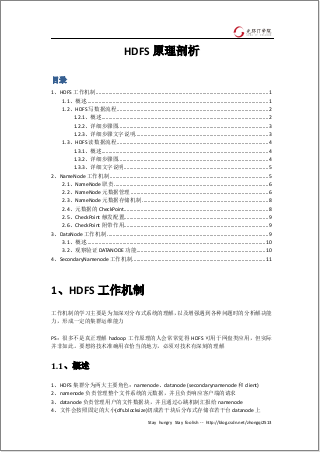 HDFS 原理剖析
目录
1、HDFS 工作机制 1
1.1、概述 1
1.2、HDFS 写数据流程 2
1.2.1、概述 2
1.2.2、详细步骤图 3
1.2.3、详细步骤文字说明 3
1.3、HDFS 读数据流程 4
1.3.1、概述 4
1.3.2、详细步骤图 4
1.3.3、详细步骤文字说明 5
2、NameNode 工作机制 5
2.1、NameNode 职责 6
2.2、NameNode 元数据管理 6
2.3、NameNode 元数据存储机制 8
2.4、元数据的 CheckPoint 8
2.5、CheckPoint 触发配置 9
2.6、CheckPoint 附带作用 9
3、DataNode 工作机制 9
3.1、概述 10
3.2、观察验证 DATANODE 功能 10
4、SecondaryNamenode 工作机制 11
1、HDFS 工作机制
工作机制的学习主要是为加深对分布式系统的理解，以及增强遇到各种问题时的分析解决能
力，形成一定的集群运维能力
PS：很多不是真正理解 hadoop 工作原理的人会常常觉得 HDFS 可用于网盘类应用，但实际
并非如此。要想将技术准确用在恰当的地方，必须对技术有深刻的理解
1.1、概述
1、HDFS 集群分为两大主要角色：namenode、datanode (secondarynamenode 和 client)
2、namenode 负责管理整个文件系统的元数据，并且负责响应客户端的请求
3、datanode 负责管理用户的文件数据块，并且通过心跳机制汇报给 namenode
4、文件会按照固定的大小(dfs.blocksize)切成若干块后分布式存储在若干台 datanode 上
Stay hungry Stay foolish -- http://blog.csdn.net/zhongqi2513